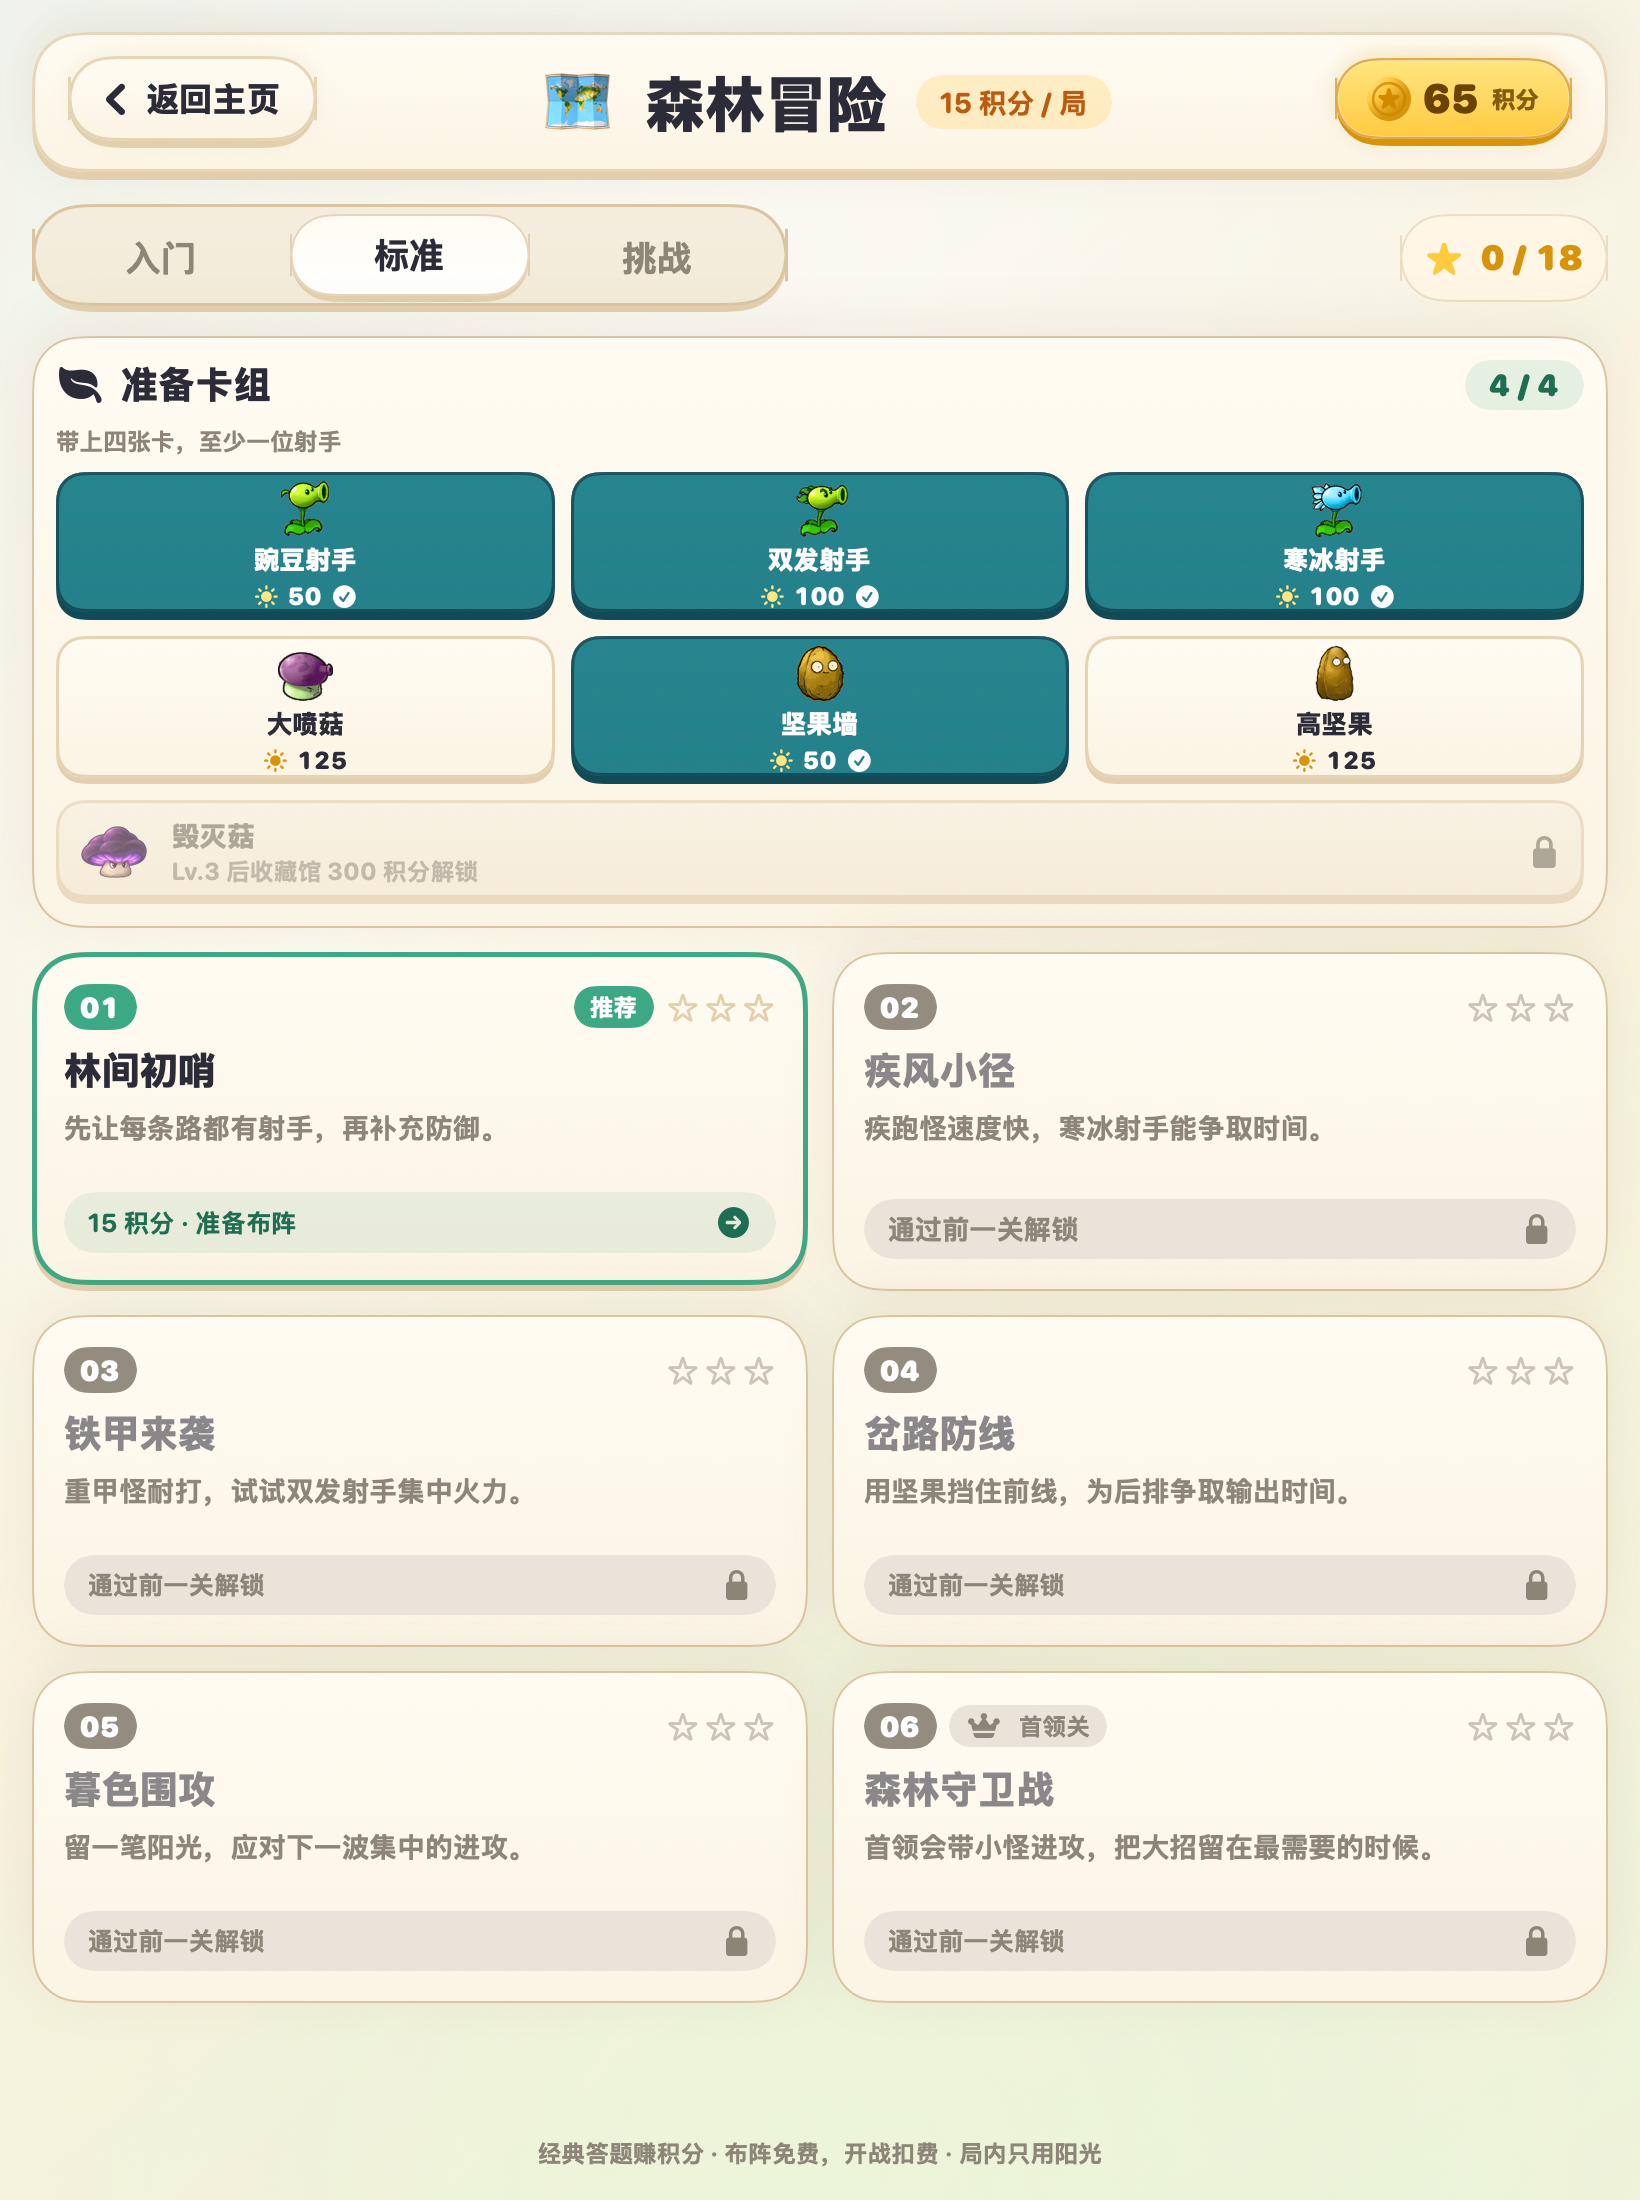 返回主页
森林冒险
15 积分 / 局
65 积分
入门
标准
挑战
0 / 18
准备卡组
4 / 4
带上四张卡，至少一位射手
豌豆射手
50
双发射手
100
寒冰射手
100
大喷菇
125
坚果墙
50
高坚果
125
毁灭菇
Lv.3 后收藏馆 300 积分解锁
01
推荐
林间初哨
先让每条路都有射手，再补充防御。
15 积分 · 准备布阵
02
疾风小径
疾跑怪速度快，寒冰射手能争取时间。
通过前一关解锁
03
铁甲来袭
重甲怪耐打，试试双发射手集中火力。
通过前一关解锁
04
岔路防线
用坚果挡住前线，为后排争取输出时间。
通过前一关解锁
05
暮色围攻
留一笔阳光，应对下一波集中的进攻。
通过前一关解锁
06
首领关
森林守卫战
首领会带小怪进攻，把大招留在最需要的时候。
通过前一关解锁
经典答题赚积分 · 布阵免费，开战扣费 · 局内只用阳光